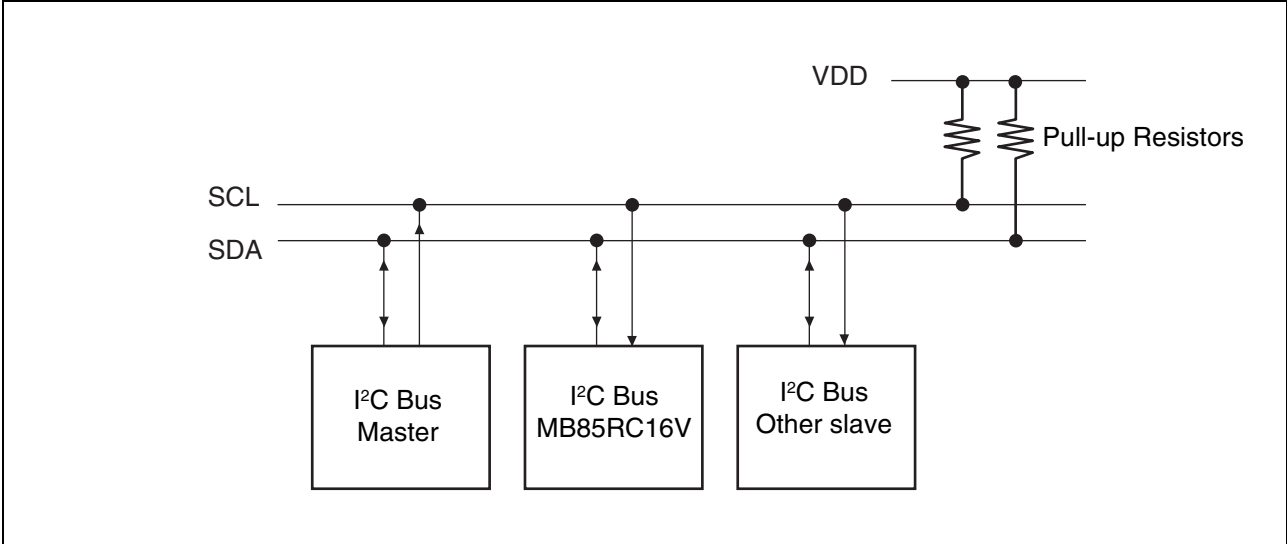 VDD
Pull-up Resistors
SCL
SDA
I²C Bus
Master
I²C Bus
MB85RC16V
I²C Bus
Other slave